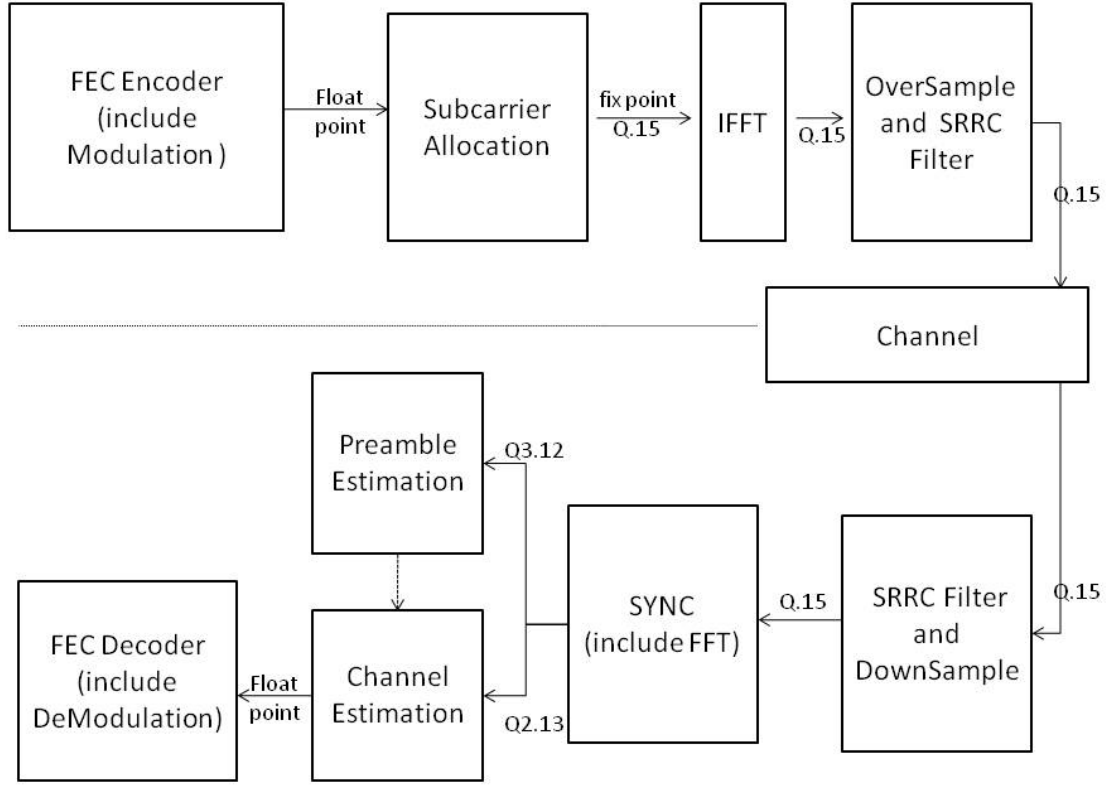 FEC Encoder
(include
Modulation )
Float
point
Subcarrier
Allocation
fix point
Q.15
IFFT
Q.15
OverSample
and SRRC
Filter
Q.15
Channel
Preamble
Estimation
Q3.12
SYNC
(include FFT)
Q.15
SRRC Filter
and
DownSample
Q.15
FEC Decoder
(include
DeModulation)
Float
point
Channel
Estimation
Q2.13